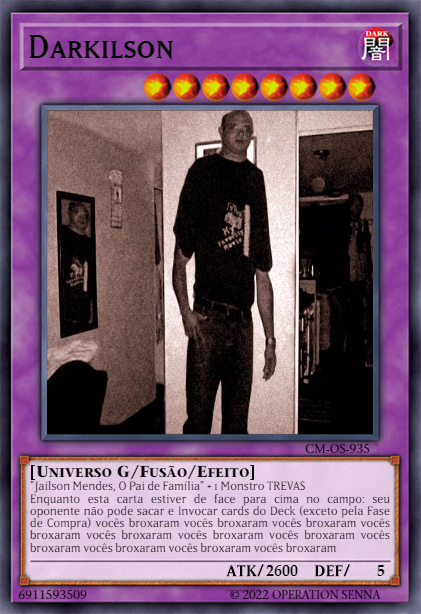 Darkilson
DARK
闇
CM-OS-935
[Universo G/Fusão/Efeito]
"Jailson Mendes, O Pai de Família" + 1 Monstro TREVAS
Enquanto esta carta estiver de face para cima no campo: seu
oponente não pode sacar e Invocar cards do Deck (exceto pela Fase
de Compra) vocês broxaram vocês broxaram vocês broxaram vocês
broxaram vocês broxaram vocês broxaram vocês broxaram vocês
broxaram vocês broxaram vocês broxaram vocês broxaram
ATK/2600 DEF/ 5
6911593509
©2022 OPERATION SENNA